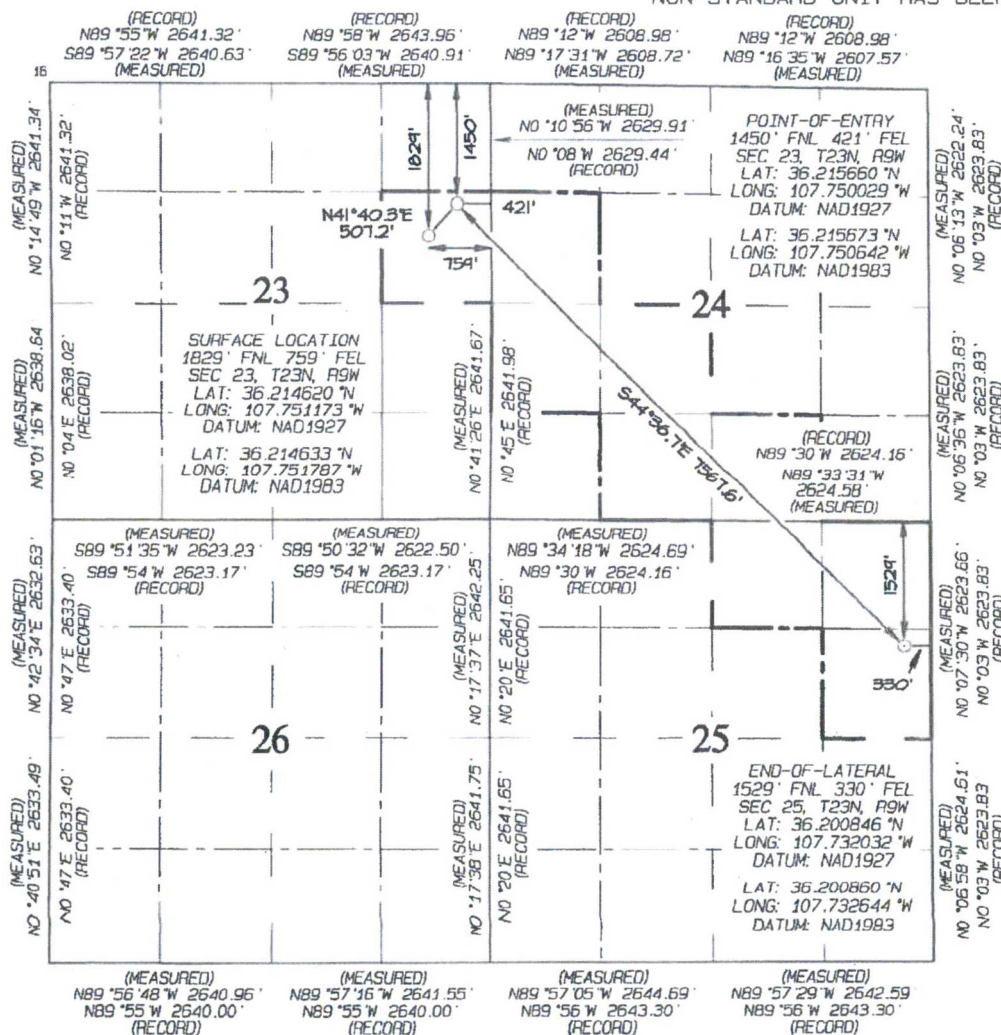 NON-STANDARD UNIT HAS BEEN
(RECORD)
N89°55'W 2641.32'
S89°57'22"W 2640.63'
(MEASURED)
(RECORD)
N89°58'W 2643.96'
S89°56'03"W 2640.91'
(MEASURED)
(RECORD)
N89°12'W 2608.98'
N89°17'31"W 2608.72'
(MEASURED)
(RECORD)
N89°12'W 2608.98'
N89°16'35"W 2607.57'
(MEASURED)
16
(MEASURED)
N0°14'49"W 2641.34'
N0°11'W 2641.32'
(RECORD)
1829'
1450'
(MEASURED)
N0°10'56"W 2629.91'
N0°08'W 2629.44'
(RECORD)
POINT-OF-ENTRY
1450' FNL 421' FEL
SEC 23, T23N, R9W
LAT: 36.215660°N
LONG: 107.750029°W
DATUM: NAD1927
LAT: 36.215673°N
LONG: 107.750642°W
DATUM: NAD1983
(MEASURED)
N0°06'13"W 2622.24'
N0°03'W 2623.83'
(RECORD)
N41°40.3'E
507.2'
421'
759'
23
24
SURFACE LOCATION
1829' FNL 759' FEL
SEC 23, T23N, R9W
LAT: 36.214620°N
LONG: 107.751173°W
DATUM: NAD1927
LAT: 36.214633°N
LONG: 107.751787°W
DATUM: NAD1983
(MEASURED)
N0°01'16"W 2638.64'
N0°04'E 2638.02'
(RECORD)
(MEASURED)
N0°41'26"E 2641.67'
N0°45'E 2641.98'
(RECORD)
S44°36.7'E 7567.6'
(RECORD)
N89°30'W 2624.16'
N89°33'31"W
2624.58'
(MEASURED)
(MEASURED)
N0°06'36"W 2623.83'
N0°03'W 2623.83'
(RECORD)
(MEASURED)
S89°51'35"W 2623.23'
S89°54'W 2623.17'
(RECORD)
(MEASURED)
S89°50'32"W 2622.50'
S89°54'W 2623.17'
(RECORD)
(MEASURED)
N89°34'18"W 2624.69'
N89°30'W 2624.16'
(RECORD)
1529'
330'
(MEASURED)
N0°42'34"E 2632.63'
N0°47'E 2633.40'
(RECORD)
(MEASURED)
N0°17'37"E 2642.25'
N0°20'E 2641.65'
(RECORD)
(MEASURED)
N0°07'30"W 2623.66'
N0°03'W 2623.83'
(RECORD)
26
25
END-OF-LATERAL
1529' FNL 330' FEL
SEC 25, T23N, R9W
LAT: 36.200846°N
LONG: 107.732032°W
DATUM: NAD1927
LAT: 36.200860°N
LONG: 107.732644°W
DATUM: NAD1983
(MEASURED)
N0°40'51"E 2633.49'
N0°47'E 2633.40'
(RECORD)
(MEASURED)
N0°17'38"E 2641.75'
N0°20'E 2641.65'
(RECORD)
(MEASURED)
N0°06'58"W 2624.61'
N0°03'W 2623.83'
(RECORD)
(MEASURED)
N89°56'48"W 2640.96'
N89°55'W 2640.00'
(RECORD)
(MEASURED)
N89°57'16"W 2641.55'
N89°55'W 2640.00'
(RECORD)
(MEASURED)
N89°57'05"W 2644.69'
N89°56'W 2643.30'
(RECORD)
(MEASURED)
N89°57'29"W 2642.59'
N89°56'W 2643.30'
(RECORD)